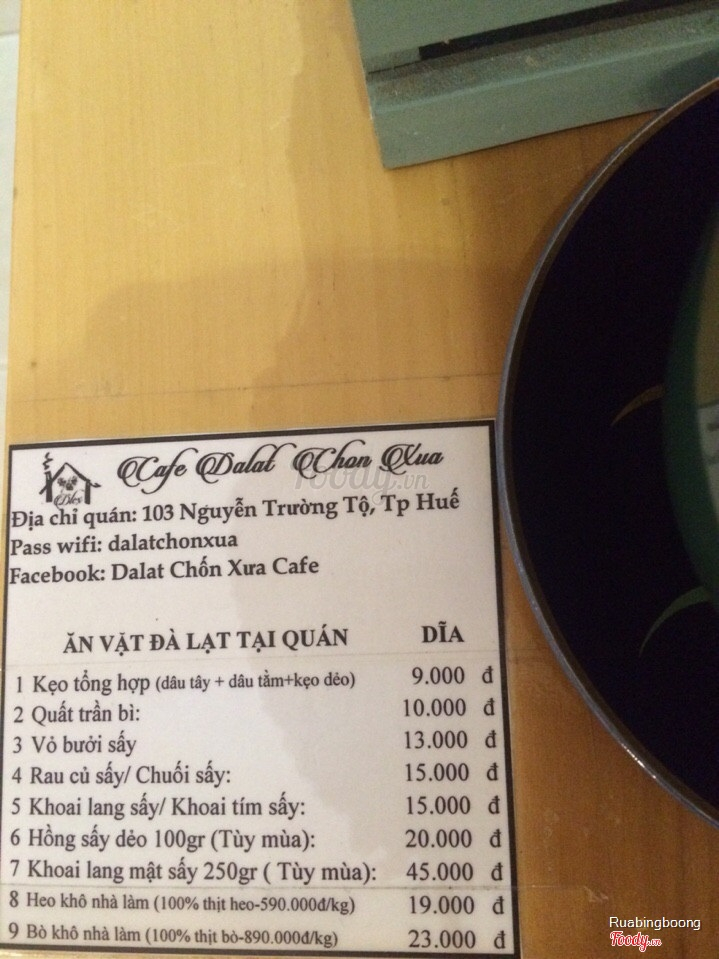 Cafe Dalat Chon Xua
Dks
Địa chỉ quán: 103 Nguyễn Trường Tộ, Tp Huế
Pass wifi: dalatchonxua
Facebook: Dalat Chốn Xưa Cafe
ĂN VẶT ĐÀ LẠT TẠI QUÁN DĨA
1 Kẹo tổng hợp (dâu tây + dâu tằm+kẹo dẻo) 9.000 đ
2 Quất trần bì: 10.000 đ
3 Vỏ bưởi sấy 13.000 đ
4 Rau củ sấy/ Chuối sấy: 15.000 đ
5 Khoai lang sấy/ Khoai tím sấy: 15.000 đ
6 Hồng sấy dẻo 100gr (Tùy mùa): 20.000 đ
7 Khoai lang mật sấy 250gr ( Tùy mùa): 45.000 đ
8 Heo khô nhà làm (100% thịt heo-590.000đ/kg) 19.000 đ
9 Bò khô nhà làm (100% thịt bò-890.000đ/kg) 23.000 đ
Foody.vn
Ruabingboong
Foody.vn